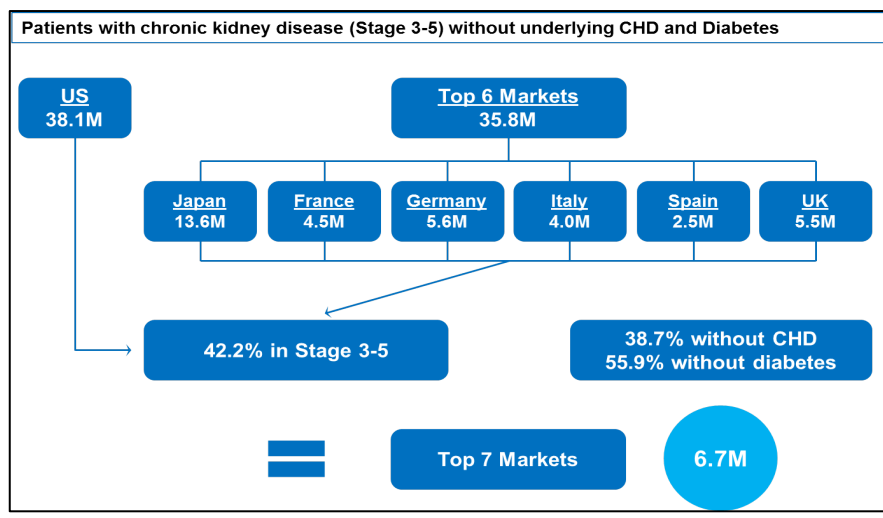 Patients with chronic kidney disease (Stage 3-5) without underlying CHD and Diabetes
US
38.1M
Top 6 Markets
35.8M
Japan
13.6M
France
4.5M
Germany
5.6M
Italy
4.0M
Spain
2.5M
UK
5.5M
42.2% in Stage 3-5
38.7% without CHD
55.9% without diabetes
=
Top 7 Markets
6.7M